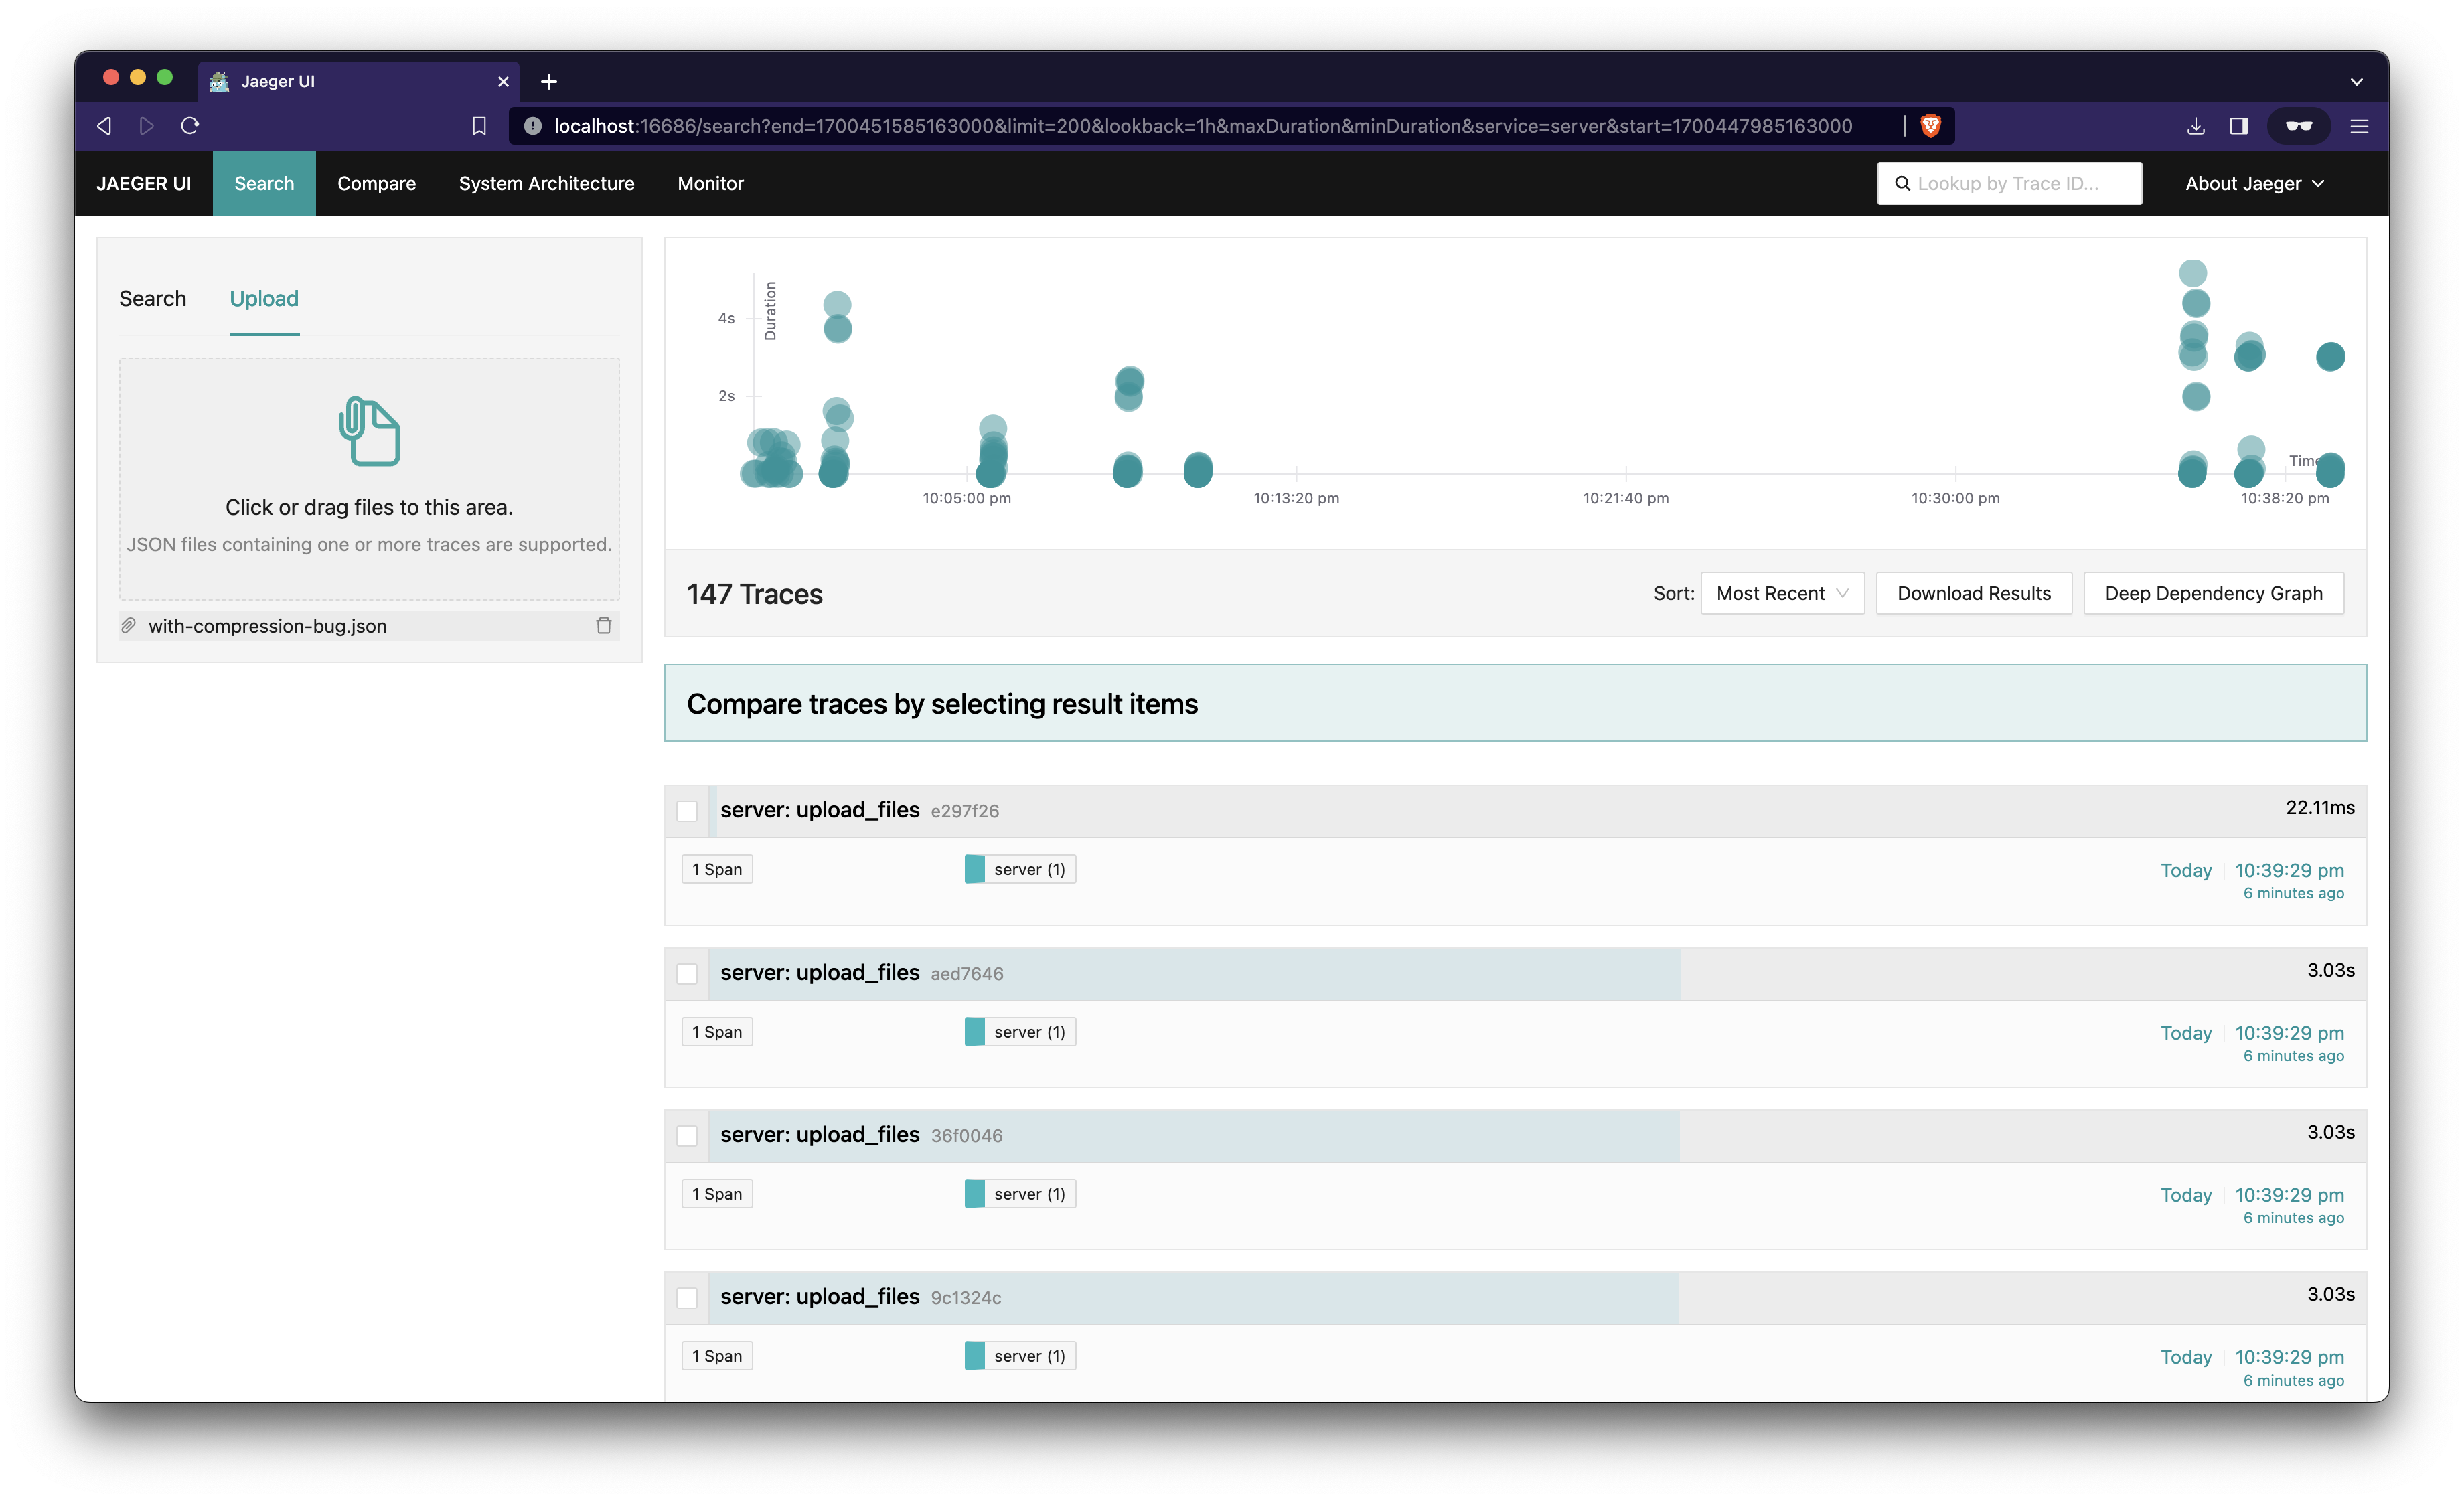 Jaeger UI
localhost:16686/search?end=1700451585163000&limit=200&lookback=1h&maxDuration&minDuration&service=server&start=1700447985163000
JAEGER UI Search Compare System Architecture Monitor Lookup by Trace ID... About Jaeger
Search Upload
Click or drag files to this area.
JSON files containing one or more traces are supported.
with-compression-bug.json
Duration
4s
2s
Time
10:05:00 pm 10:13:20 pm 10:21:40 pm 10:30:00 pm 10:38:20 pm
147 Traces Sort: Most Recent Download Results Deep Dependency Graph
Compare traces by selecting result items
server: upload_files e297f26 22.11ms
1 Span server (1) Today 10:39:29 pm
6 minutes ago
server: upload_files aed7646 3.03s
1 Span server (1) Today 10:39:29 pm
6 minutes ago
server: upload_files 36f0046 3.03s
1 Span server (1) Today 10:39:29 pm
6 minutes ago
server: upload_files 9c1324c 3.03s
1 Span server (1) Today 10:39:29 pm
6 minutes ago